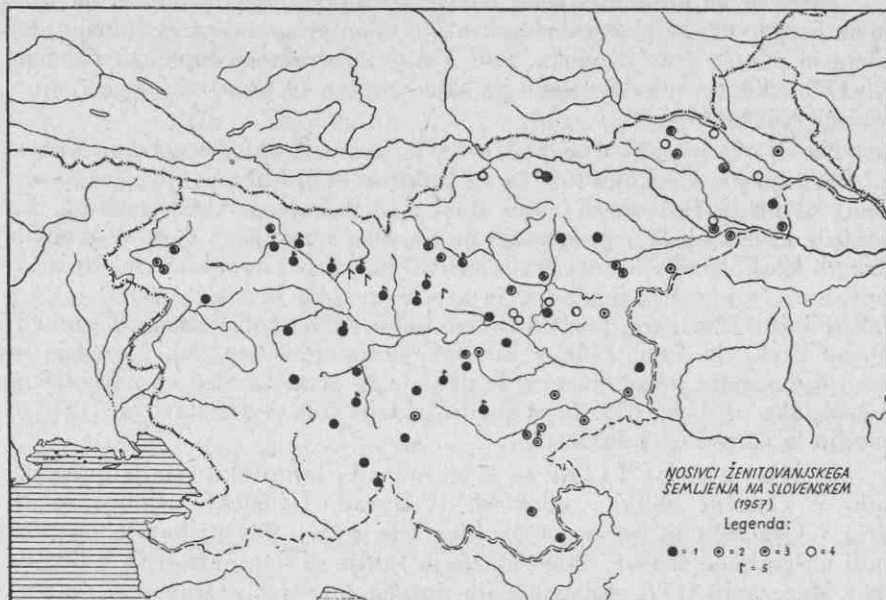 NOSIVCI ŽENITOVANJSKEGA
ŠEMLJENJA NA SLOVENSKEM
(1957)
Legenda:
= 1 = 2 = 3 = 4
= 5